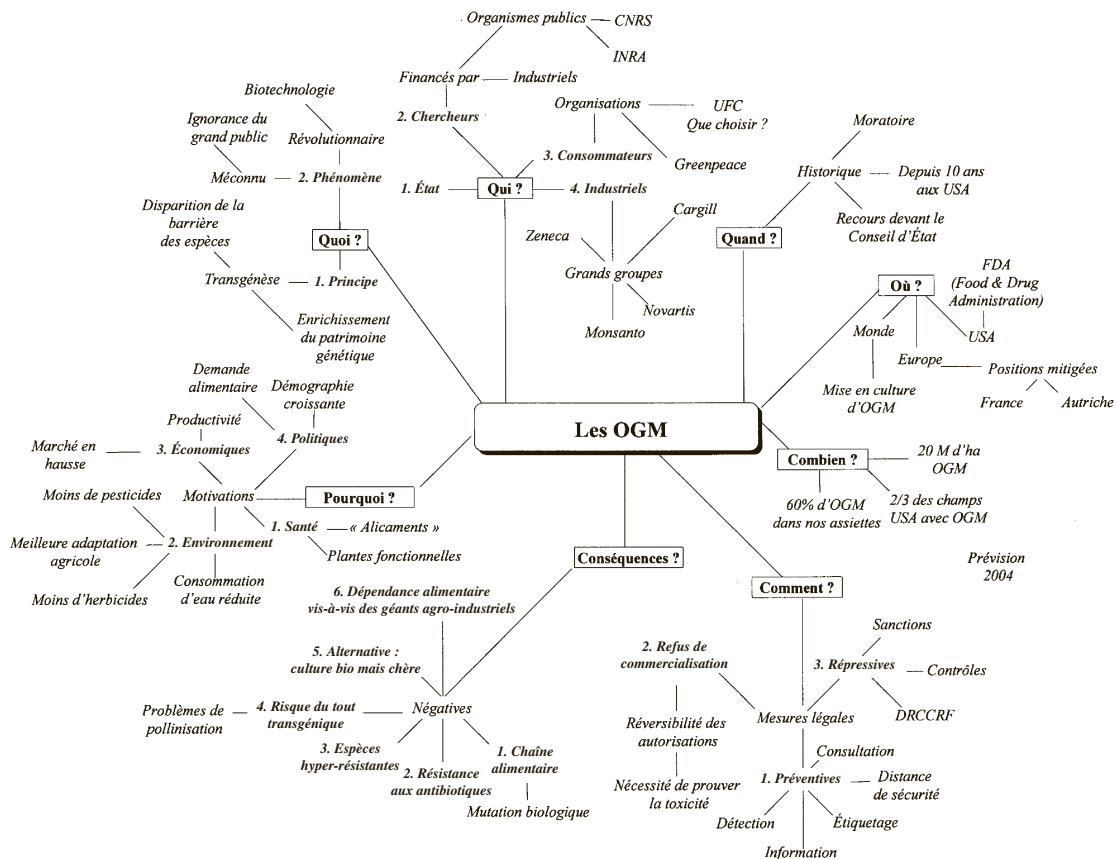 Organismes publics
CNRS
INRA
Financés par
Industriels
2. Chercheurs
Organisations
UFC
Que choisir ?
3. Consommateurs
Greenpeace
1. État
Qui ?
4. Industriels
Cargill
Zeneca
Grands groupes
Novartis
Monsanto
Biotechnologie
Ignorance du
grand public
Révolutionnaire
Méconnu
2. Phénomène
Disparition de la
barrière
des espèces
Quoi ?
Transgénèse
1. Principe
Enrichissement
du patrimoine
génétique
Moratoire
Historique
Depuis 10 ans
aux USA
Recours devant le
Conseil d'État
Quand ?
Où ?
FDA
(Food & Drug
Administration)
Monde
USA
Europe
Positions mitigées
Mise en culture
d'OGM
France
Autriche
Les OGM
Demande
alimentaire
Démographie
croissante
Productivité
4. Politiques
Marché en
hausse
3. Économiques
Moins de pesticides
Motivations
Pourquoi ?
1. Santé
« Alicaments »
Plantes fonctionnelles
Meilleure adaptation
agricole
2. Environnement
Consommation
d'eau réduite
Moins d'herbicides
Combien ?
20 M d'ha
OGM
60% d'OGM
dans nos assiettes
2/3 des champs
USA avec OGM
Prévision
2004
Conséquences ?
6. Dépendance alimentaire
vis-à-vis des géants agro-industriels
5. Alternative :
culture bio mais chère
Problèmes de
pollinisation
4. Risque du tout
transgénique
Négatives
3. Espèces
hyper-résistantes
2. Résistance
aux antibiotiques
1. Chaîne
alimentaire
Mutation biologique
Comment ?
Sanctions
2. Refus de
commercialisation
3. Répressives
Contrôles
DRCCRF
Mesures légales
Réversibilité des
autorisations
Nécessité de prouver
la toxicité
Consultation
1. Préventives
Distance
de sécurité
Détection
Étiquetage
Information